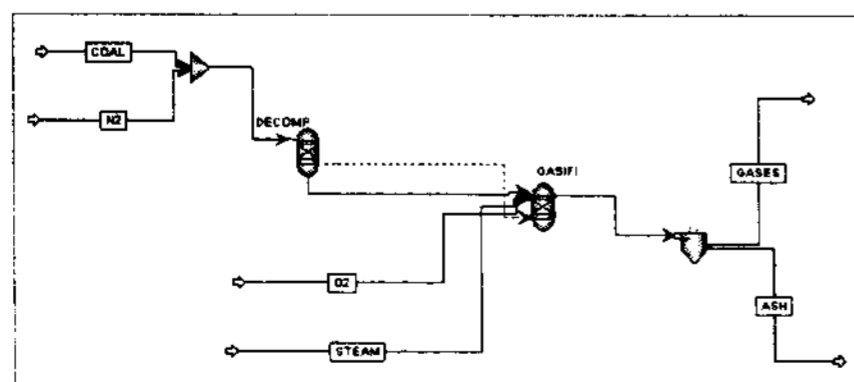 COAL
N2
DECOMP
GASIFI
GASES
O2
ASH
STEAM